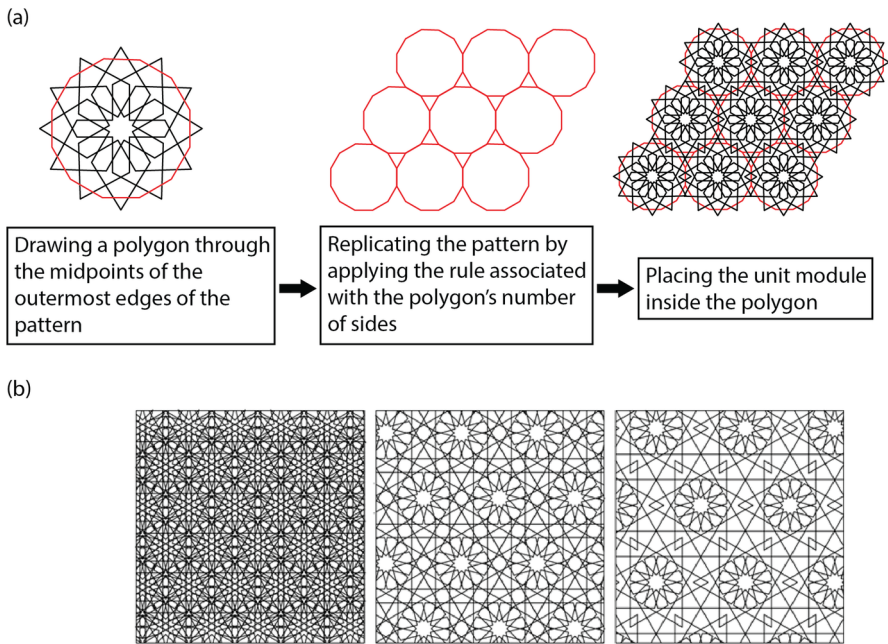 (a)
Drawing a polygon through
the midpoints of the
outermost edges of the
pattern
Replicating the pattern by
applying the rule associated
with the polygon's number
of sides
Placing the unit module
inside the polygon
(b)